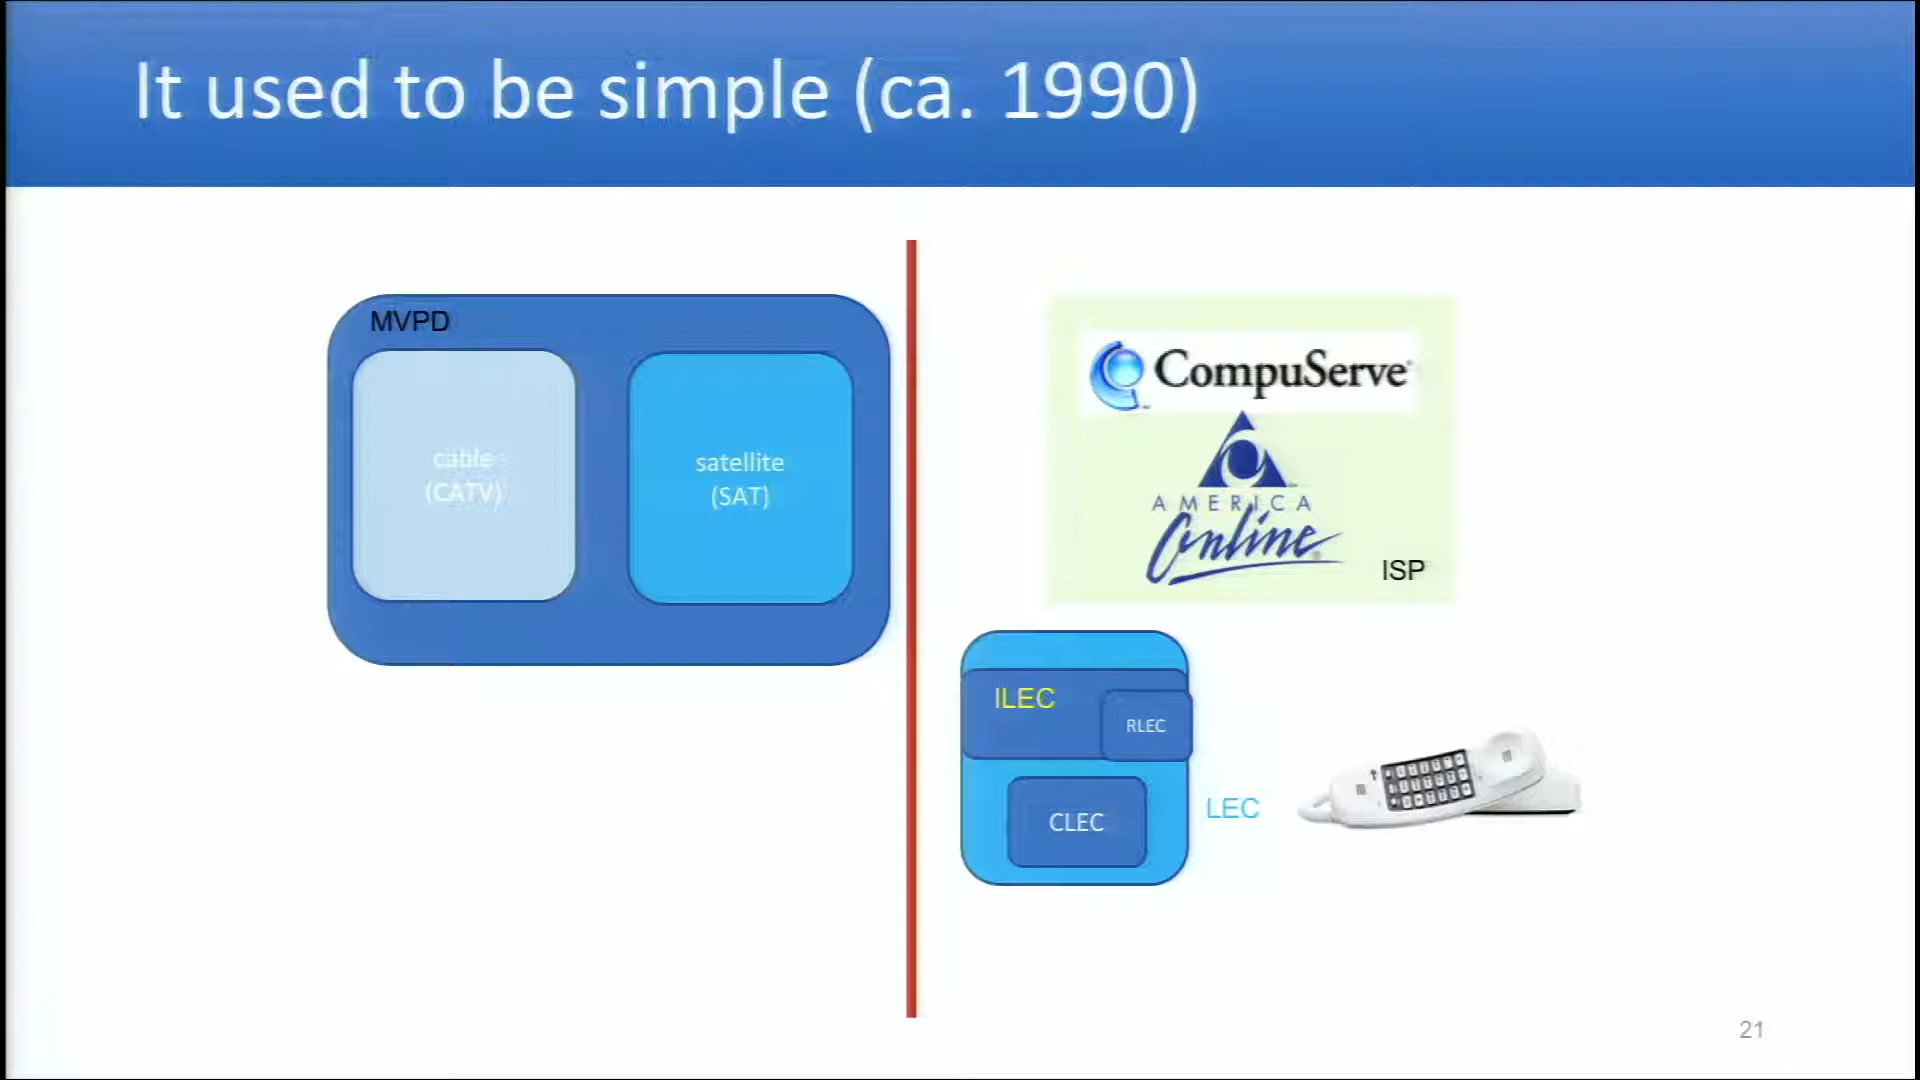 It used to be simple (ca. 1990)
MVPD
cable
(CATV)
satellite
(SAT)
CompuServe
AMERICA
Online
ISP
ILEC
RLEC
CLEC
LEC
21